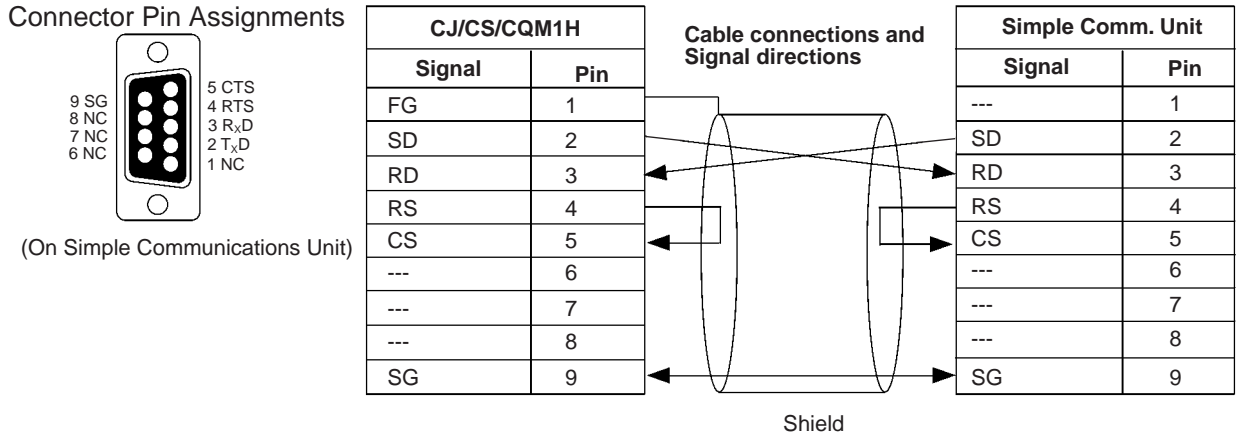 Connector Pin Assignments
9 SG
8 NC
7 NC
6 NC
5 CTS
4 RTS
3 RXD
2 TXD
1 NC
(On Simple Communications Unit)
CJ/CS/CQM1H
Signal Pin
FG 1
SD 2
RD 3
RS 4
CS 5
--- 6
--- 7
--- 8
SG 9
Cable connections and
Signal directions
Shield
Simple Comm. Unit
Signal Pin
--- 1
SD 2
RD 3
RS 4
CS 5
--- 6
--- 7
--- 8
SG 9